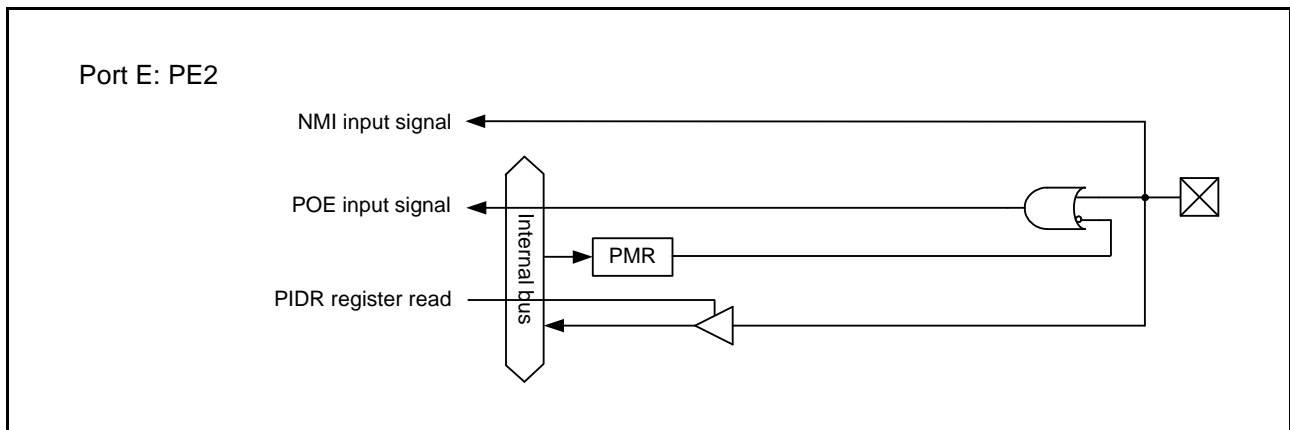 Port E: PE2
NMI input signal
POE input signal
Internal bus
PMR
PIDR register read